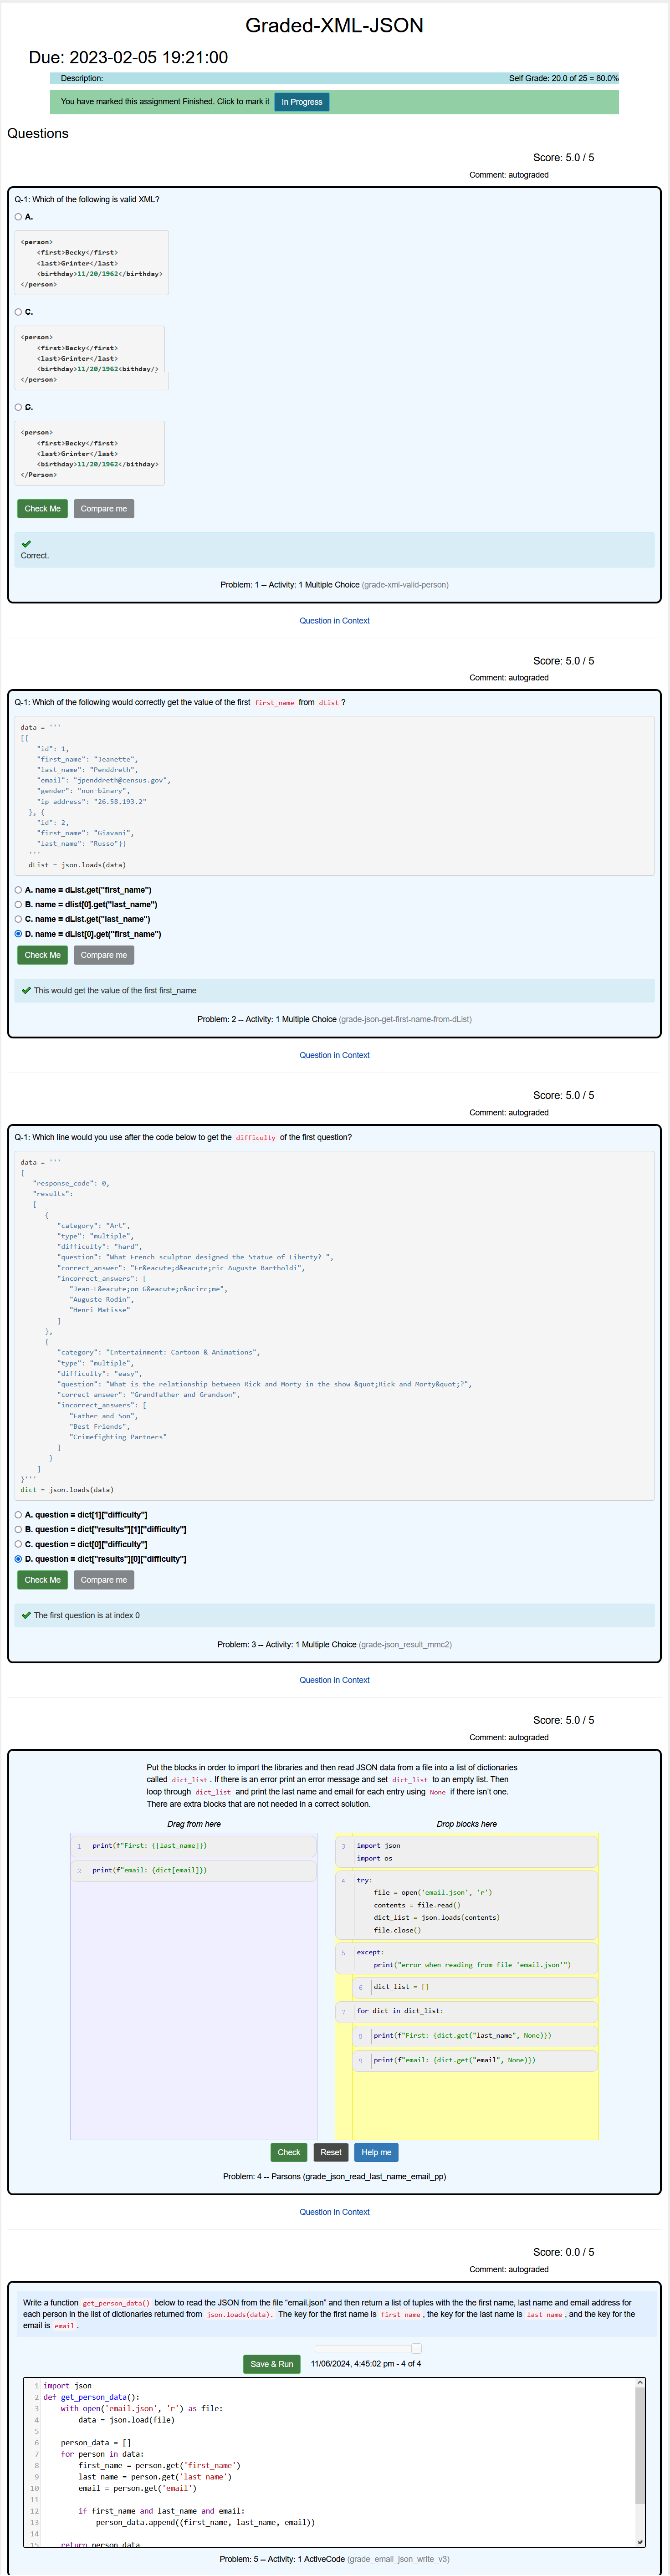 Graded-XML-JSON
Due: 2023-02-05 19:21:00
Description:
Self Grade: 20.0 of 25 = 80.0%
You have marked this assignment Finished. Click to mark it In Progress
Questions
Score: 5.0 / 5
Comment: autograded
Q-1: Which of the following is valid XML?
A.
<person>
    <first>Becky</first>
    <last>Grinter</last>
    <birthday>11/20/1962</birthday>
</person>
C.
<person>
    <first>Becky</first>
    <last>Grinter</last>
    <birthday>11/20/1962<bithday/>
</person>
D.
<person>
    <first>Becky</first>
    <last>Grinter</last>
    <birthday>11/20/1962</bithday>
</Person>
Check Me Compare me
Correct.
Problem: 1 -- Activity: 1 Multiple Choice (grade-xml-valid-person)
Question in Context
Score: 5.0 / 5
Comment: autograded
Q-1: Which of the following would correctly get the value of the first first_name from dList ?
data = '''
[{
    "id": 1,
    "first_name": "Jeanette",
    "last_name": "Penddreth",
    "email": "jpenddreth@census.gov",
    "gender": "non-binary",
    "ip_address": "26.58.193.2"
  }, {
    "id": 2,
    "first_name": "Giavani",
    "last_name": "Russo"}]
  '''
  dList = json.loads(data)
A. name = dList.get("first_name")
B. name = dlist[0].get("last_name")
C. name = dList.get("last_name")
D. name = dList[0].get("first_name")
Check Me Compare me
This would get the value of the first first_name
Problem: 2 -- Activity: 1 Multiple Choice (grade-json-get-first-name-from-dList)
Question in Context
Score: 5.0 / 5
Comment: autograded
Q-1: Which line would you use after the code below to get the difficulty of the first question?
data = '''
{
   "response_code": 0,
   "results":
   [
      {
         "category": "Art",
         "type": "multiple",
         "difficulty": "hard",
         "question": "What French sculptor designed the Statue of Liberty? ",
         "correct_answer": "Fr&eacute;d&eacute;ric Auguste Bartholdi",
         "incorrect_answers": [
            "Jean-L&eacute;on G&eacute;r&ocirc;me",
            "Auguste Rodin",
            "Henri Matisse"
         ]
      },
      {
         "category": "Entertainment: Cartoon & Animations",
         "type": "multiple",
         "difficulty": "easy",
         "question": "What is the relationship between Rick and Morty in the show &quot;Rick and Morty&quot;?",
         "correct_answer": "Grandfather and Grandson",
         "incorrect_answers": [
            "Father and Son",
            "Best Friends",
            "Crimefighting Partners"
         ]
       }
    ]
}'''
dict = json.loads(data)
A. question = dict[1]["difficulty"]
B. question = dict["results"][1]["difficulty"]
C. question = dict[0]["difficulty"]
D. question = dict["results"][0]["difficulty"]
Check Me Compare me
The first question is at index 0
Problem: 3 -- Activity: 1 Multiple Choice (grade-json_result_mmc2)
Question in Context
Score: 5.0 / 5
Comment: autograded
Put the blocks in order to import the libraries and then read JSON data from a file into a list of dictionaries
called dict_list . If there is an error print an error message and set dict_list to an empty list. Then
loop through dict_list and print the last name and email for each entry using None if there isn't one.
There are extra blocks that are not needed in a correct solution.
Drag from here
1 print(f"First: {[last_name]})
2 print(f"email: {dict[email]})
Drop blocks here
3 import json
import os
4 try:
    file = open('email.json', 'r')
    contents = file.read()
    dict_list = json.loads(contents)
    file.close()
5 except:
    print("error when reading from file 'email.json'")
6 dict_list = []
7 for dict in dict_list:
8 print(f"First: {dict.get("last_name", None)})
9 print(f"email: {dict.get("email", None)})
Check Reset Help me
Problem: 4 -- Parsons (grade_json_read_last_name_email_pp)
Question in Context
Score: 0.0 / 5
Comment: autograded
Write a function get_person_data() below to read the JSON from the file "email.json" and then return a list of tuples with the the first name, last name and email address for
each person in the list of dictionaries returned from json.loads(data). The key for the first name is first_name , the key for the last name is last_name , and the key for the
email is email .
Save & Run 11/06/2024, 4:45:02 pm - 4 of 4
1 import json
2 def get_person_data():
3     with open('email.json', 'r') as file:
4         data = json.load(file)
5
6     person_data = []
7     for person in data:
8         first_name = person.get('first_name')
9         last_name = person.get('last_name')
10         email = person.get('email')
11
12         if first_name and last_name and email:
13             person_data.append((first_name, last_name, email))
14
15     return person_data
Problem: 5 -- Activity: 1 ActiveCode (grade_email_json_write_v3)